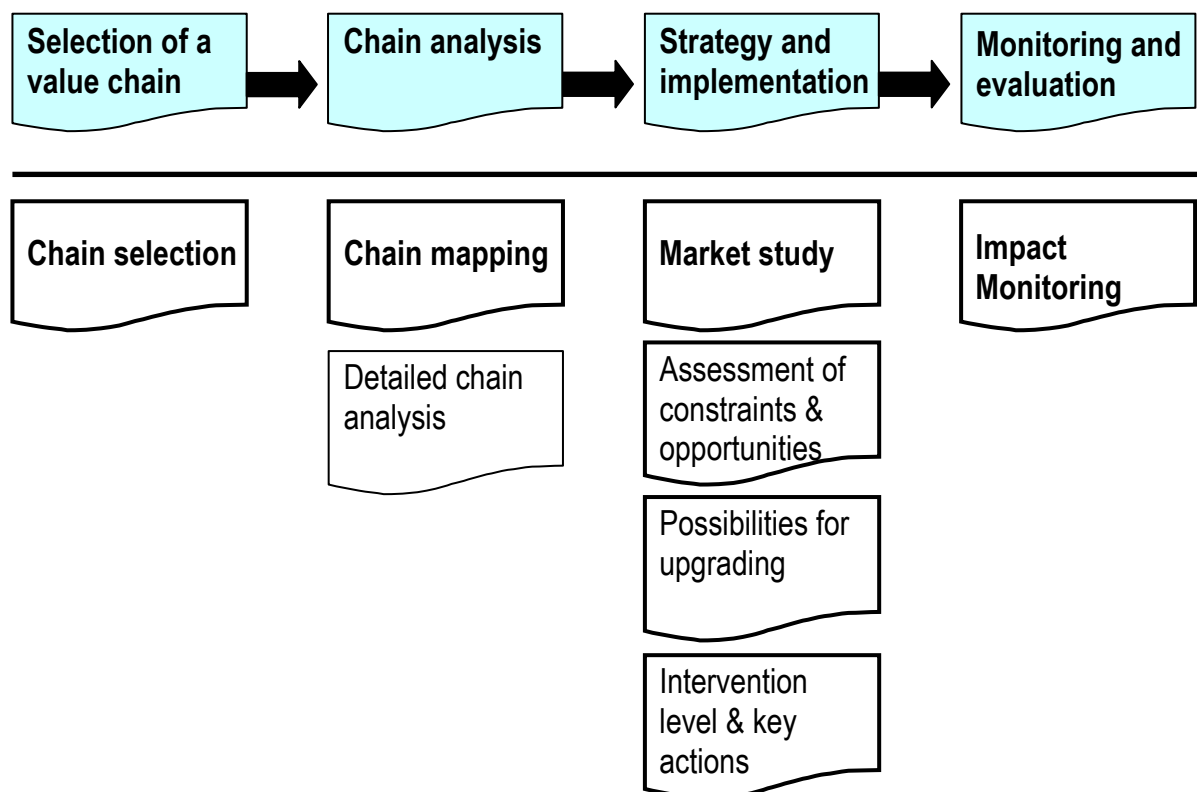 Selection of a
value chain
Chain analysis
Strategy and
implementation
Monitoring and
evaluation
Chain selection
Chain mapping
Market study
Impact
Monitoring
Detailed chain
analysis
Assessment of
constraints &
opportunities
Possibilities for
upgrading
Intervention
level & key
actions